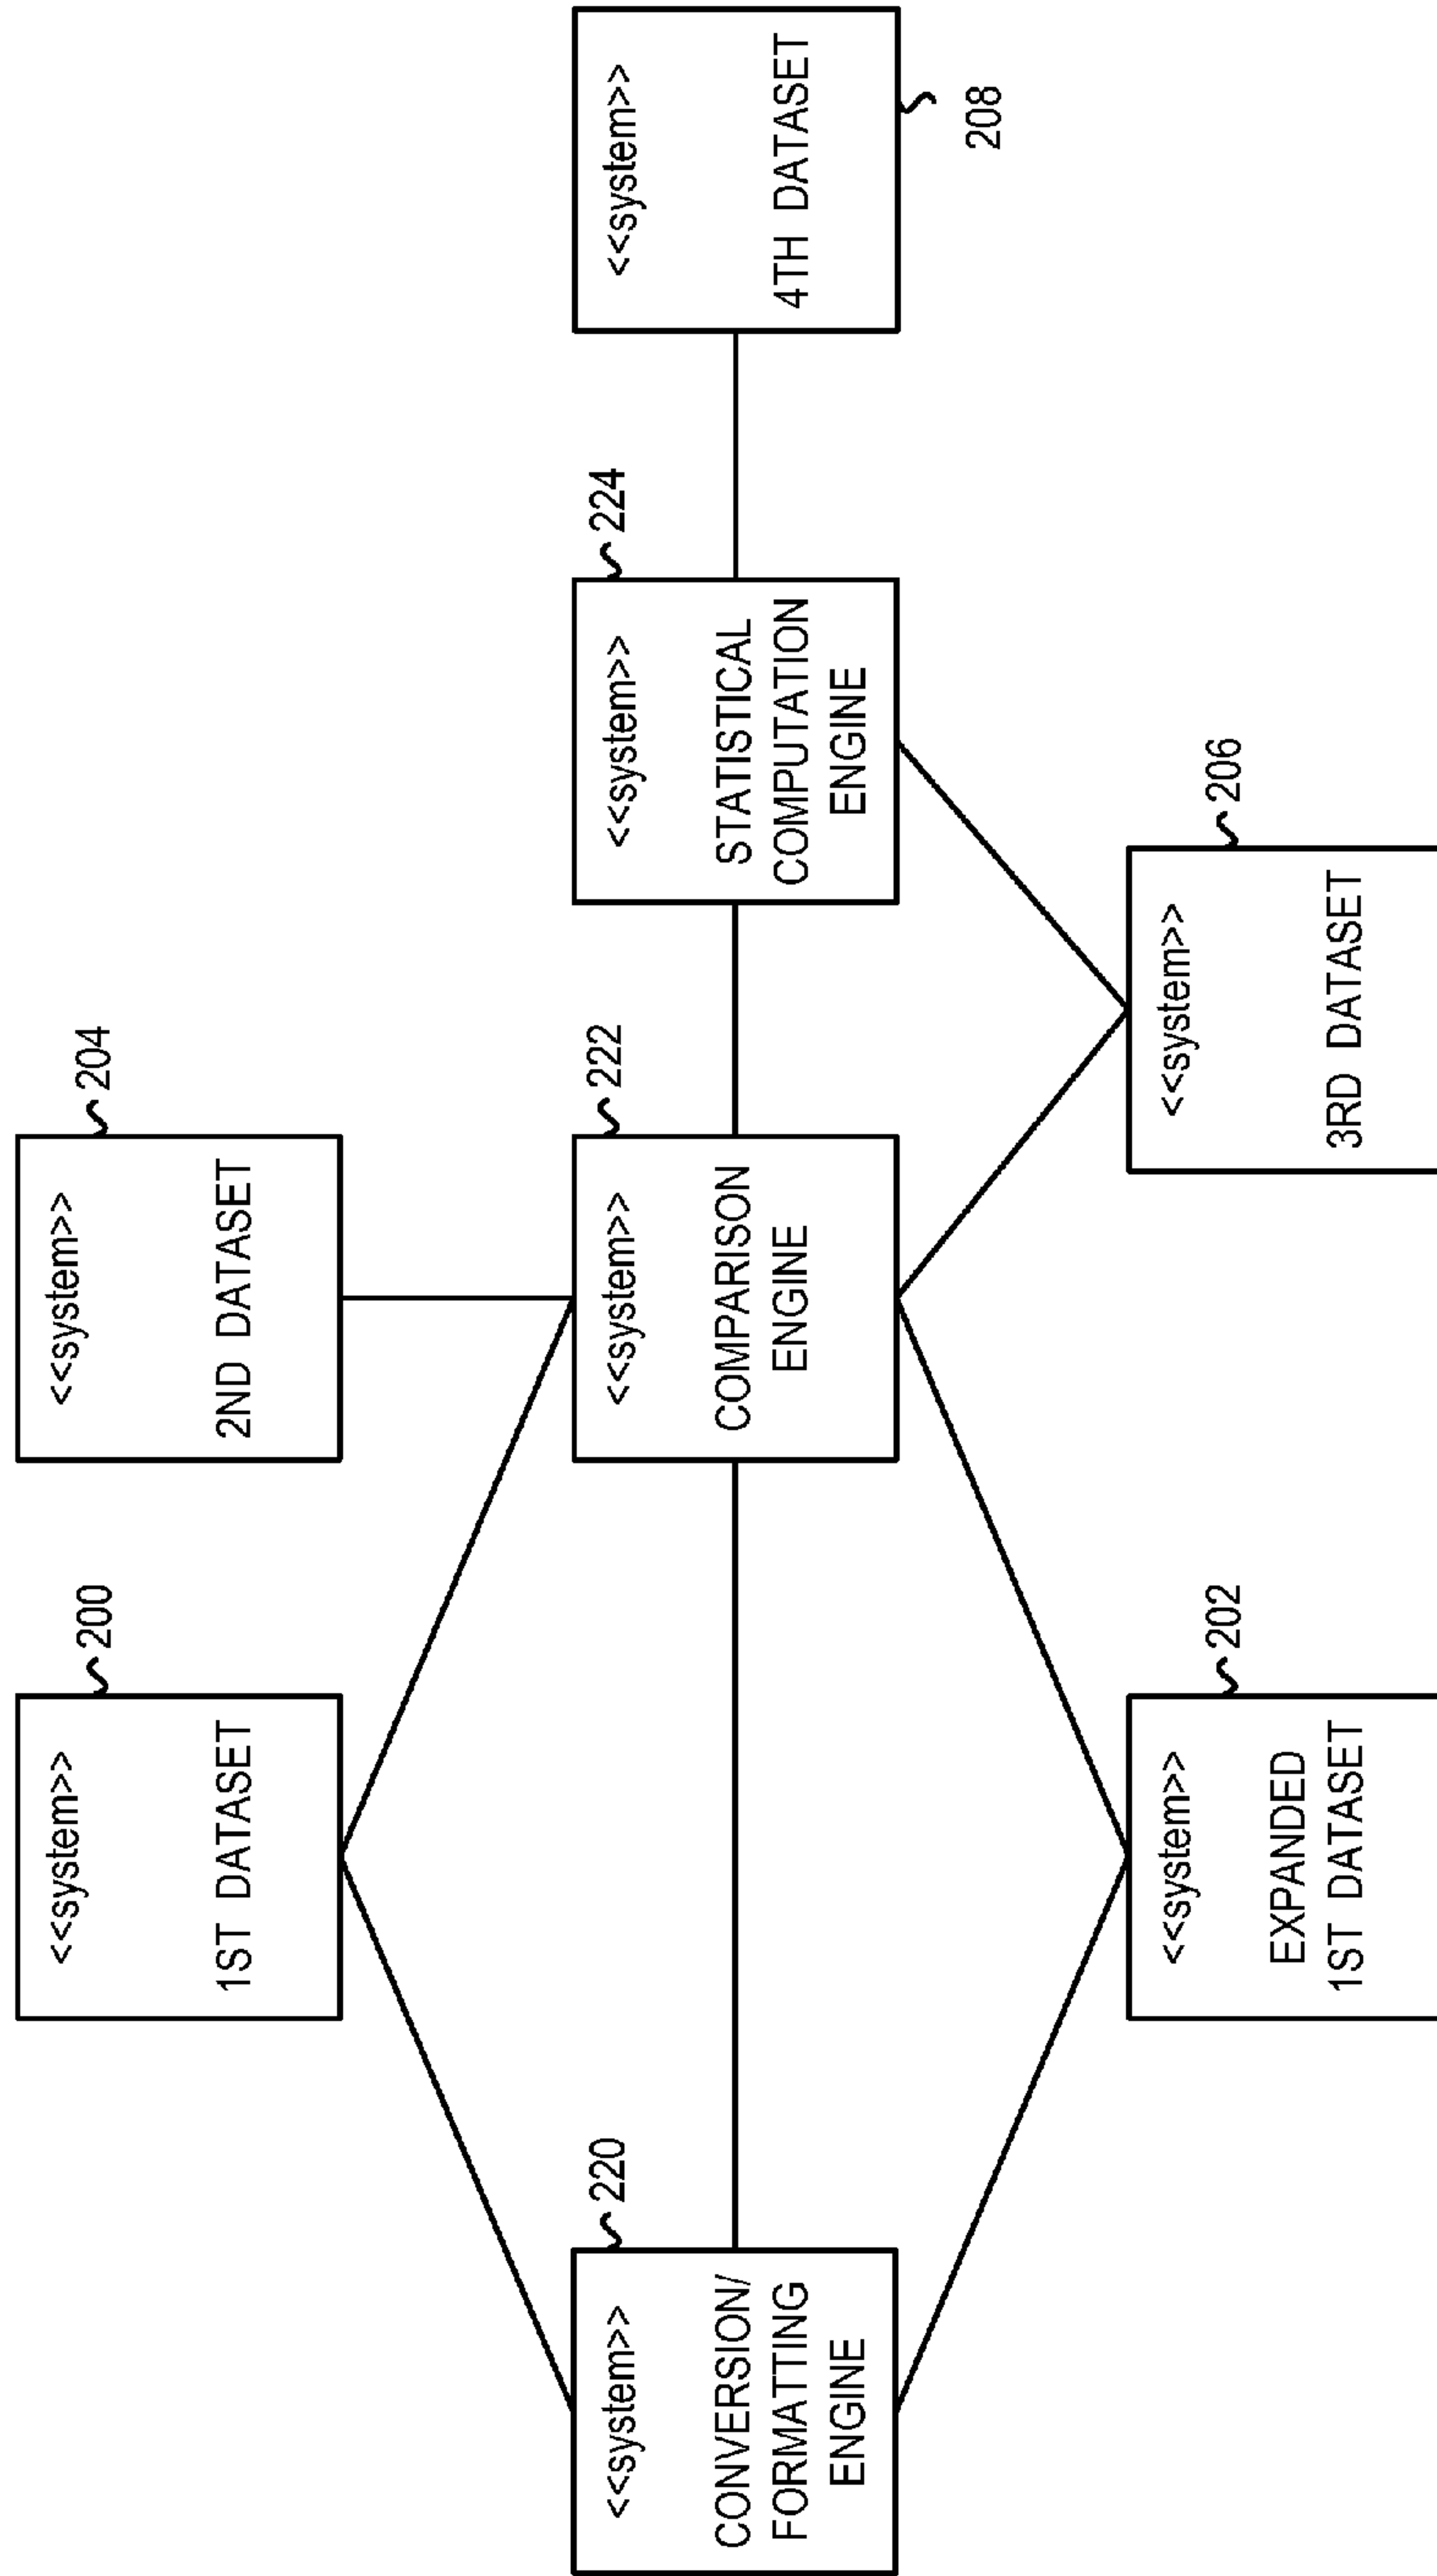 200
<<system>>
1ST DATASET
204
<<system>>
2ND DATASET
220
<<system>>
CONVERSION/
FORMATTING
ENGINE
222
<<system>>
COMPARISON
ENGINE
224
<<system>>
STATISTICAL
COMPUTATION
ENGINE
<<system>>
4TH DATASET
208
202
<<system>>
EXPANDED
1ST DATASET
206
<<system>>
3RD DATASET